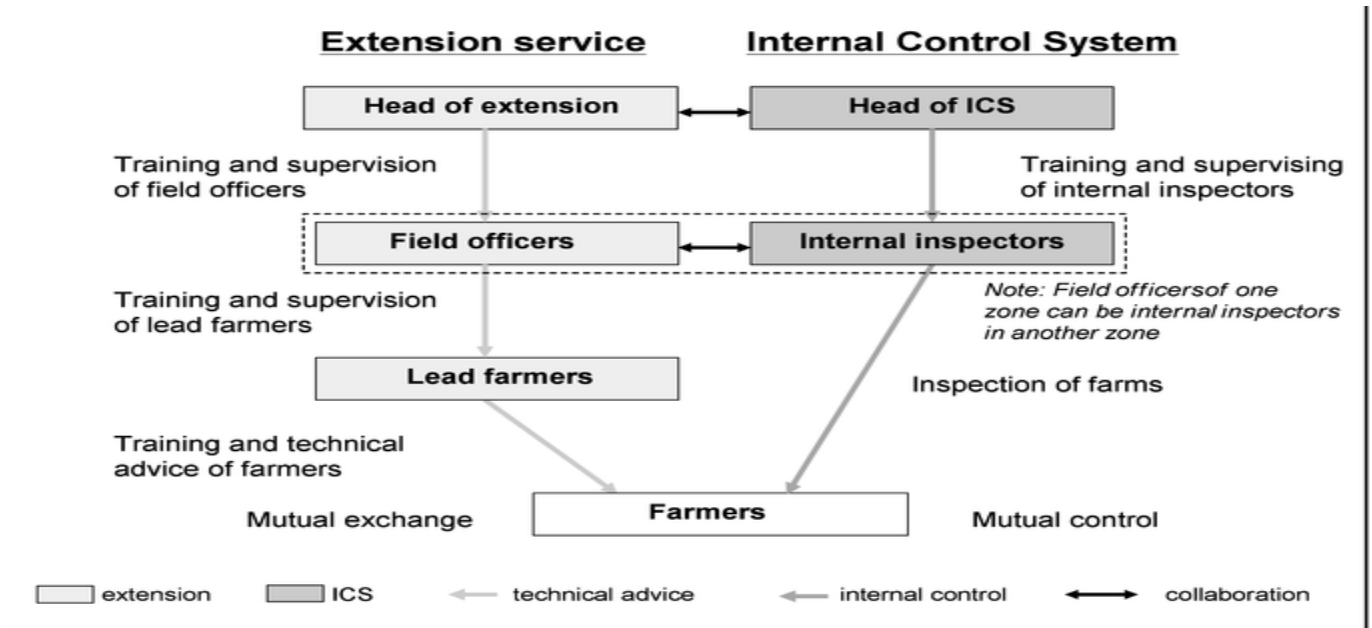 Extension service
Internal Control System
Head of extension
Head of ICS
Training and supervision
of field officers
Training and supervising
of internal inspectors
Field officers
Internal inspectors
Training and supervision
of lead farmers
Note: Field officersof one
zone can be internal inspectors
in another zone
Lead farmers
Inspection of farms
Training and technical
advice of farmers
Mutual exchange
Farmers
Mutual control
extension
ICS
technical advice
internal control
collaboration